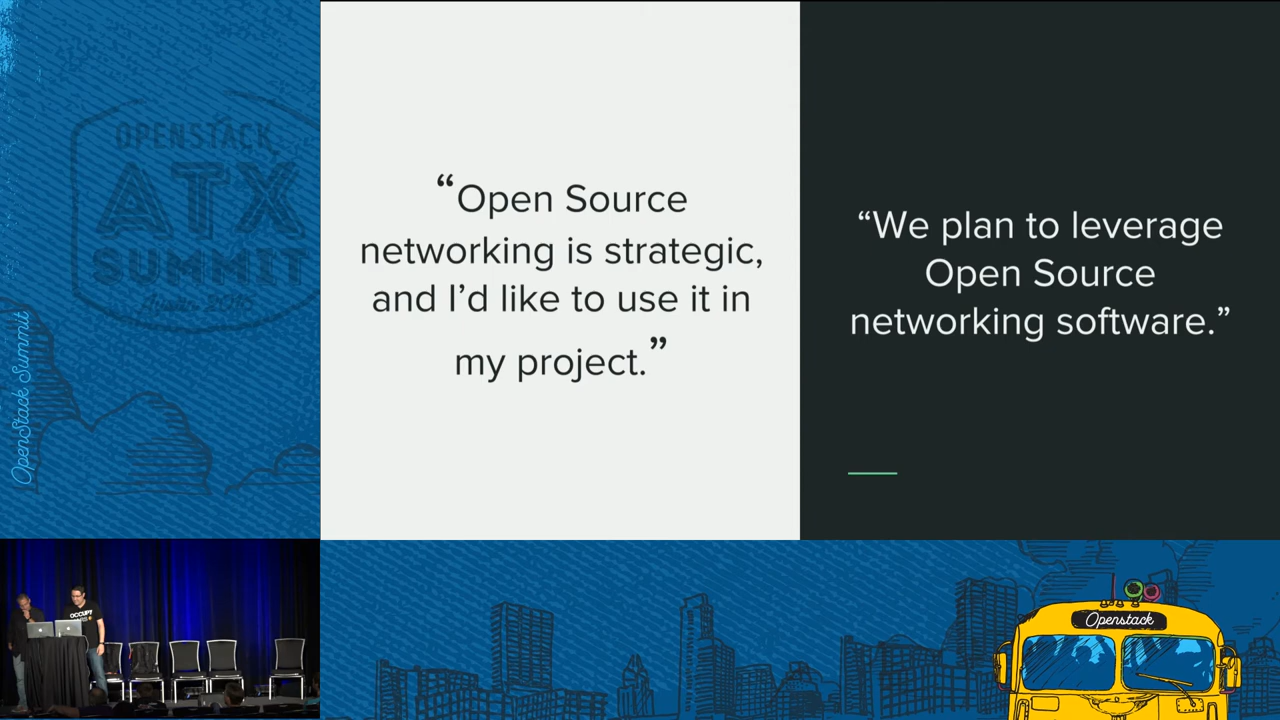 OPENSTACK
ATX
SUMMIT
OpenStack Summit
“Open Source
networking is strategic,
and I’d like to use it in
my project.”
“We plan to leverage
Open Source
networking software.”
OCCUPY
Openstack